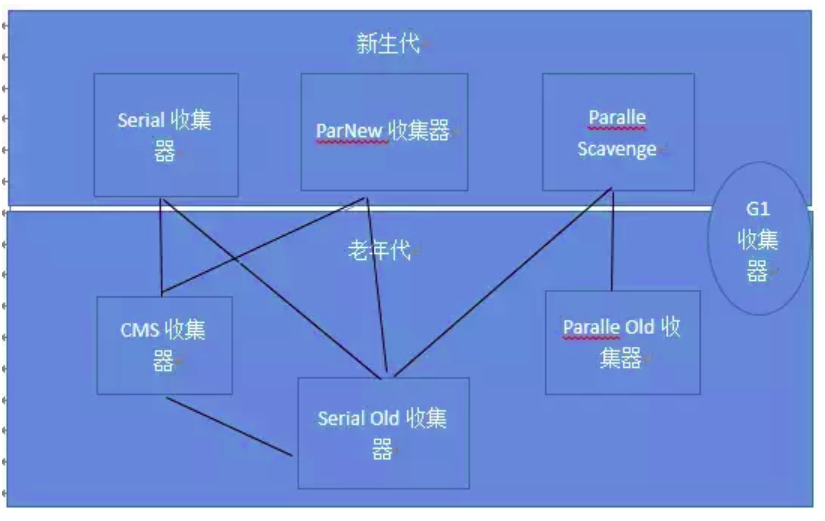 新生代
Serial 收集
器
ParNew 收集器
Paralle
Scavenge
G1
收集
器
老年代
CMS 收集
器
Paralle Old 收
集器
Serial Old 收集
器